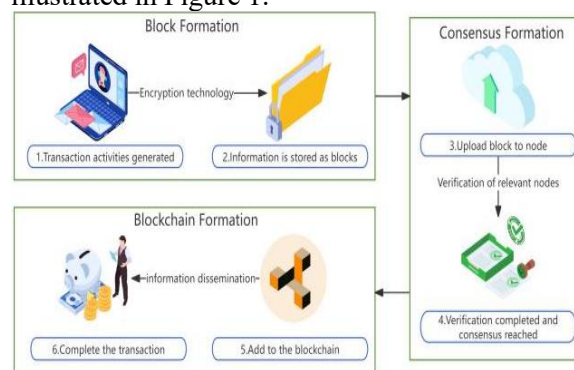 illustrated in Figure 1.
Block Formation
Encryption technology
1.Transaction activities generated
2.Information is stored as blocks
Consensus Formation
3.Upload block to node
Verification of relevant nodes
4.Verification completed and
consensus reached
Blockchain Formation
information dissemination
5.Add to the blockchain
6.Complete the transaction